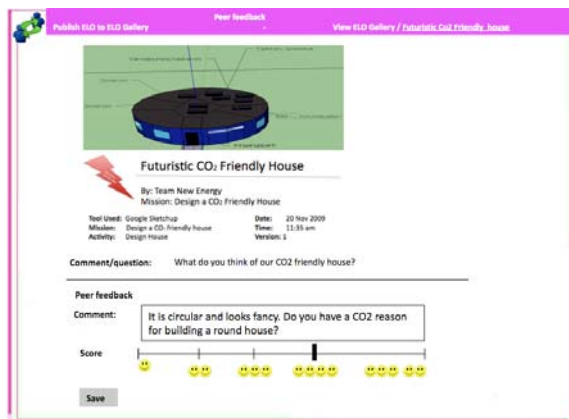 Peer feedback
Publish ELO to ELO Gallery
View ELO Gallery / Futuristic Co2 Friendly house
Futuristic CO₂ Friendly House
By: Team New Energy
Mission: Design a CO₂ Friendly House
Tool Used: Google Sketchup Date: 20 Nov 2009
Mission: Design a CO₂ friendly house Time: 11:35 am
Activity: Design House Version: 1
Comment/question: What do you think of our CO2 friendly house?
Peer feedback
Comment: It is circular and looks fancy. Do you have a CO2 reason
for building a round house?
Score
Save